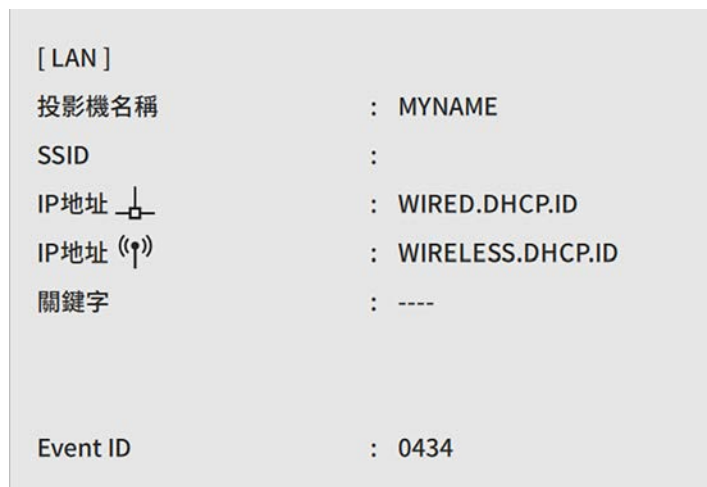 [ LAN ]
投影機名稱 : MYNAME
SSID :
IP地址 : WIRED.DHCP.ID
IP地址 : WIRELESS.DHCP.ID
關鍵字 : ----
Event ID : 0434